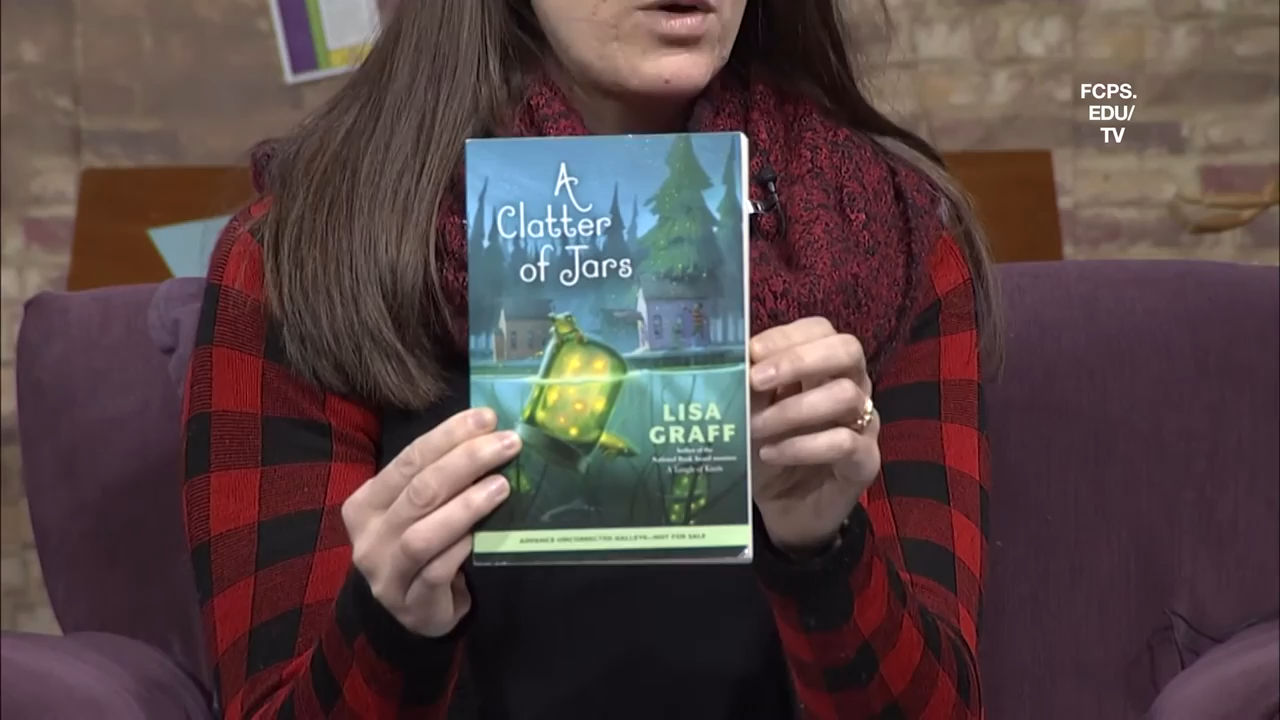 FCPS.
EDU/
TV
A
Clatter
of Jars
LISA
GRAFF
Author of the
National Book Award nominee
A Tangle of Knots
ADVANCE UNCORRECTED GALLEYS—NOT FOR SALE